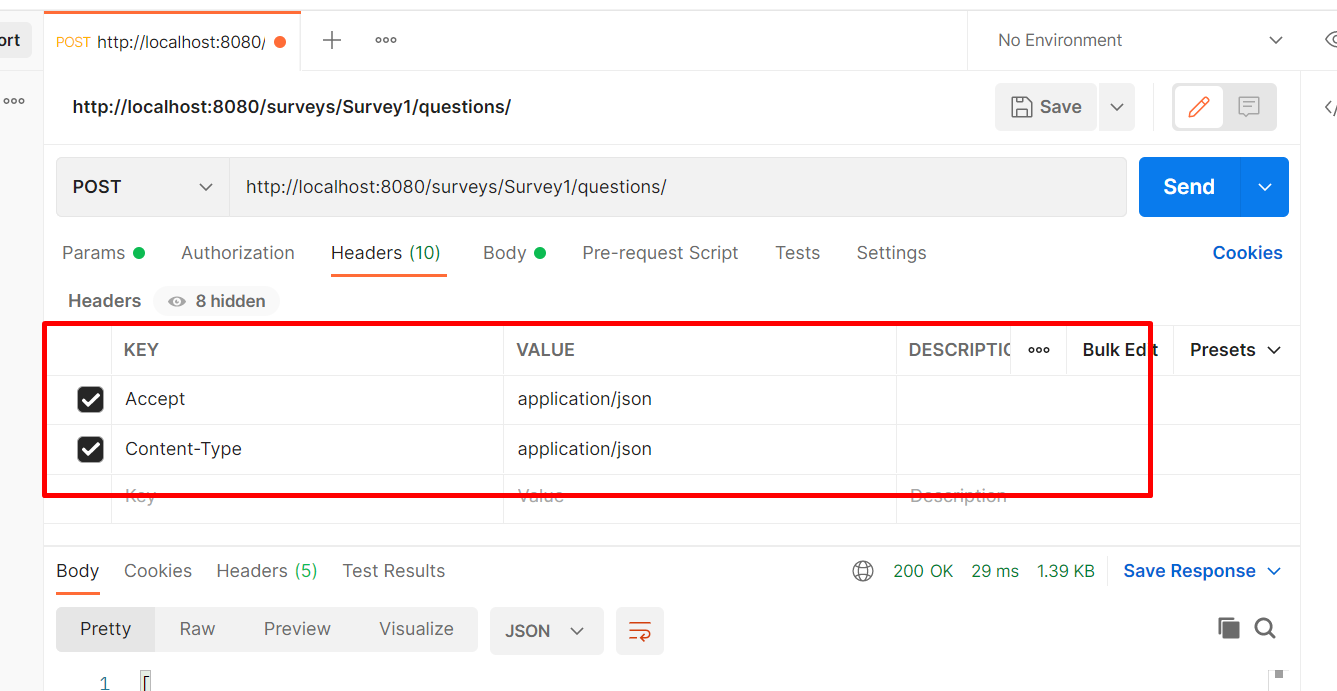 ort POST http://localhost:8080/ No Environment
http://localhost:8080/surveys/Survey1/questions/ Save
POST http://localhost:8080/surveys/Survey1/questions/ Send
Params Authorization Headers (10) Body Pre-request Script Tests Settings Cookies
Headers 8 hidden
KEY VALUE DESCRIPTIO Bulk Edit Presets
Accept application/json
Content-Type application/json
Key Value Description
Body Cookies Headers (5) Test Results 200 OK 29 ms 1.39 KB Save Response
Pretty Raw Preview Visualize JSON
1 [